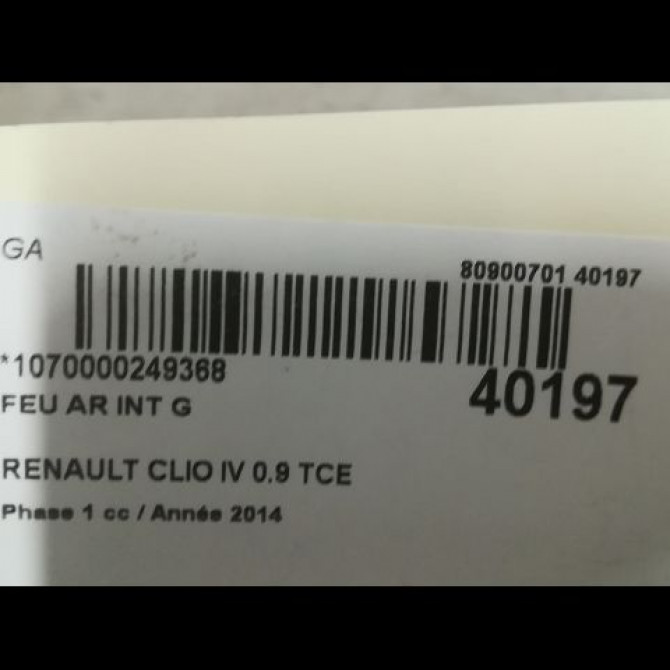 GA
80900701 40197
*1070000249368
40197
FEU AR INT G
RENAULT CLIO IV 0.9 TCE
Phase 1 cc / Année 2014